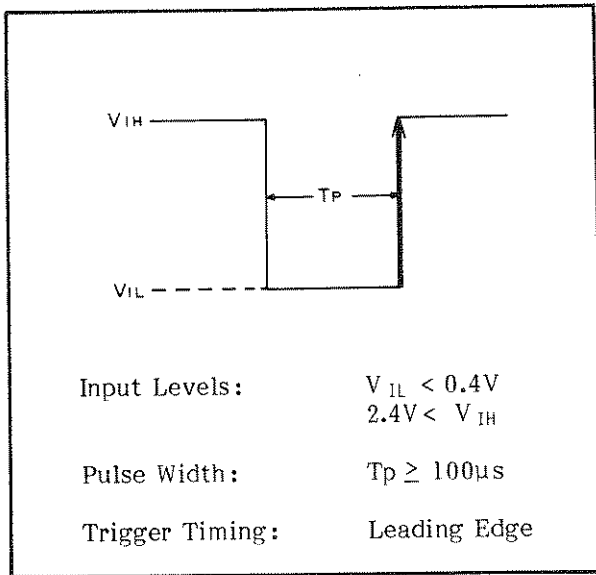 VIH
TP
VIL
Input Levels: VIL < 0.4V
2.4V < VIH
Pulse Width: Tp ≥ 100μs
Trigger Timing: Leading Edge